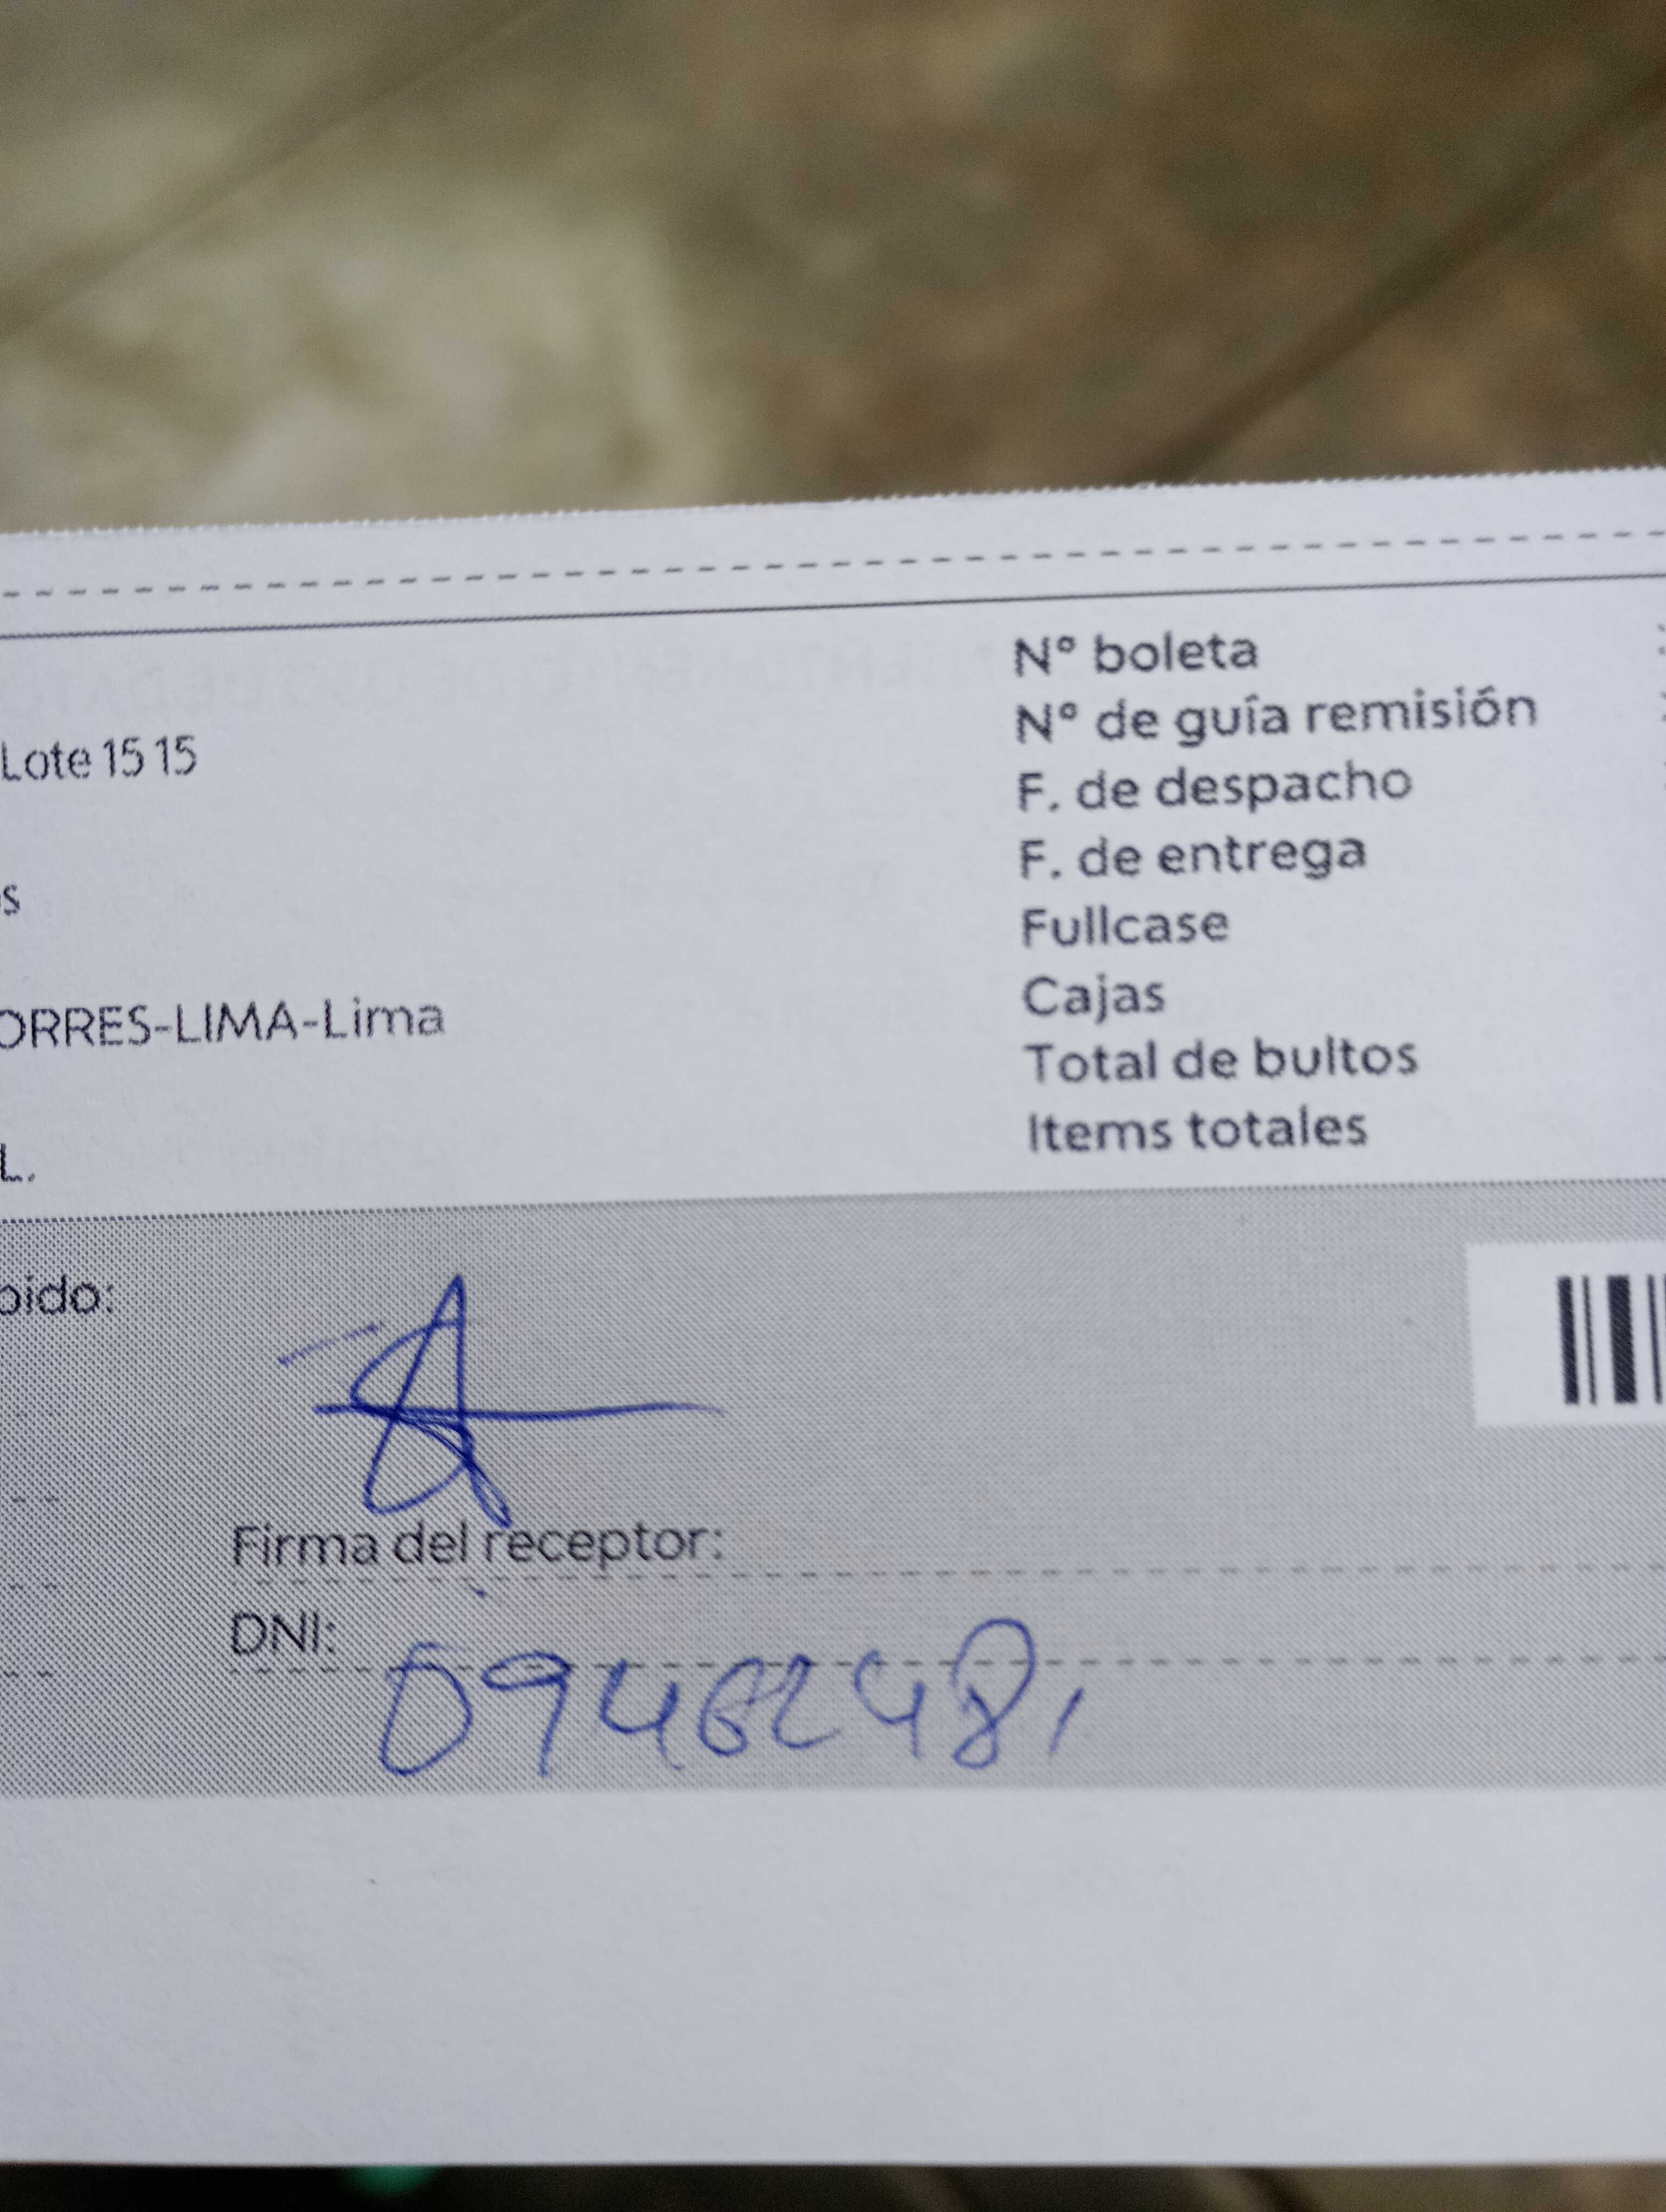 Lote 15 15
s
ORRES-LIMA-Lima
L.
N° boleta
N° de guía remisión
F. de despacho
F. de entrega
Fullcase
Cajas
Total de bultos
Items totales
bido:
Firma del receptor:
DNI: 09462481